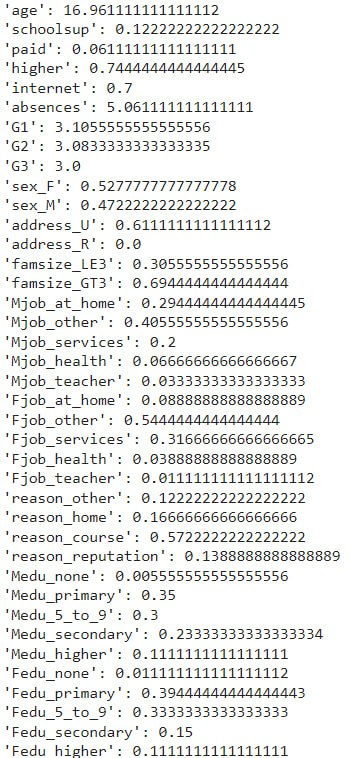 'age': 16.961111111111112
'schoolsup': 0.12222222222222222
'paid': 0.06111111111111111
'higher': 0.7444444444444445
'internet': 0.7
'absences': 5.061111111111111
'G1': 3.1055555555555556
'G2': 3.0833333333333335
'G3': 3.0
'sex_F': 0.5277777777777778
'sex_M': 0.4722222222222222
'address_U': 0.6111111111111112
'address_R': 0.0
'famsize_LE3': 0.3055555555555556
'famsize_GT3': 0.6944444444444444
'Mjob_at_home': 0.29444444444444445
'Mjob_other': 0.40555555555555556
'Mjob_services': 0.2
'Mjob_health': 0.06666666666666667
'Mjob_teacher': 0.03333333333333333
'Fjob_at_home': 0.08888888888888889
'Fjob_other': 0.5444444444444444
'Fjob_services': 0.31666666666666665
'Fjob_health': 0.03888888888888889
'Fjob_teacher': 0.011111111111111112
'reason_other': 0.12222222222222222
'reason_home': 0.16666666666666666
'reason_course': 0.5722222222222222
'reason_reputation': 0.1388888888888889
'Medu_none': 0.005555555555555556
'Medu_primary': 0.35
'Medu_5_to_9': 0.3
'Medu_secondary': 0.23333333333333334
'Medu_higher': 0.1111111111111111
'Fedu_none': 0.011111111111111112
'Fedu_primary': 0.39444444444444443
'Fedu_5_to_9': 0.3333333333333333
'Fedu_secondary': 0.15
'Fedu_higher': 0.1111111111111111